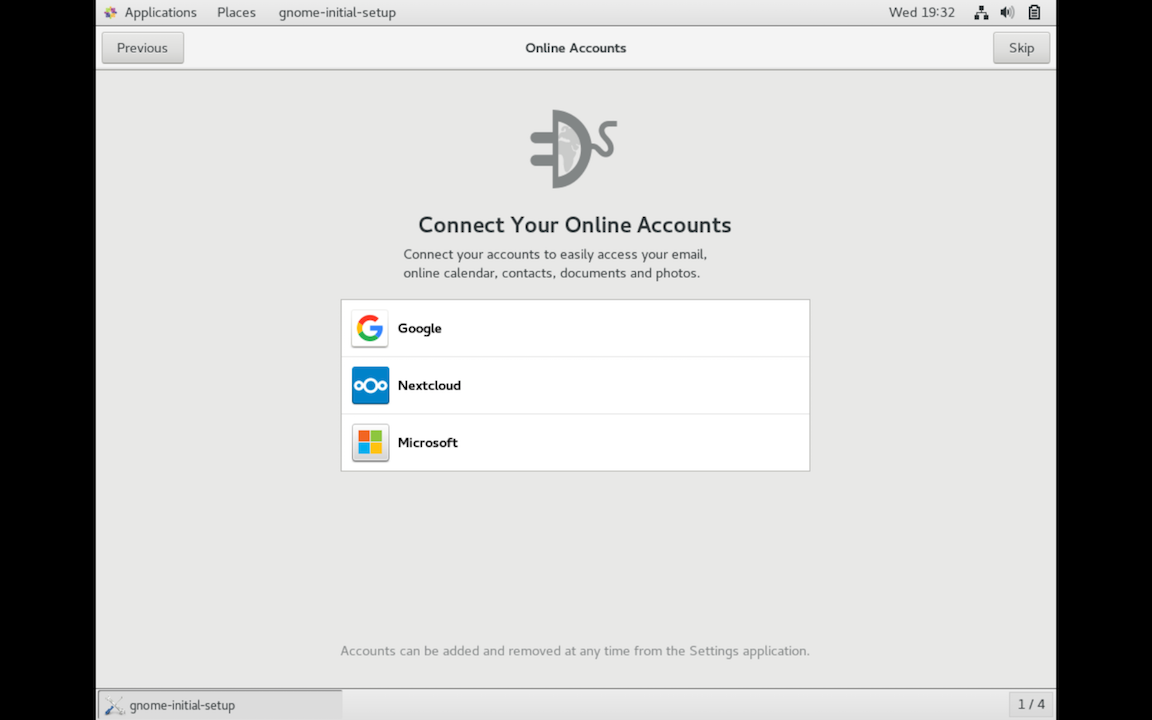 Applications Places gnome-initial-setup Wed 19:32
Previous Online Accounts Skip
Connect Your Online Accounts
Connect your accounts to easily access your email,
online calendar, contacts, documents and photos.
Google
Nextcloud
Microsoft
Accounts can be added and removed at any time from the Settings application.
gnome-initial-setup 1 / 4